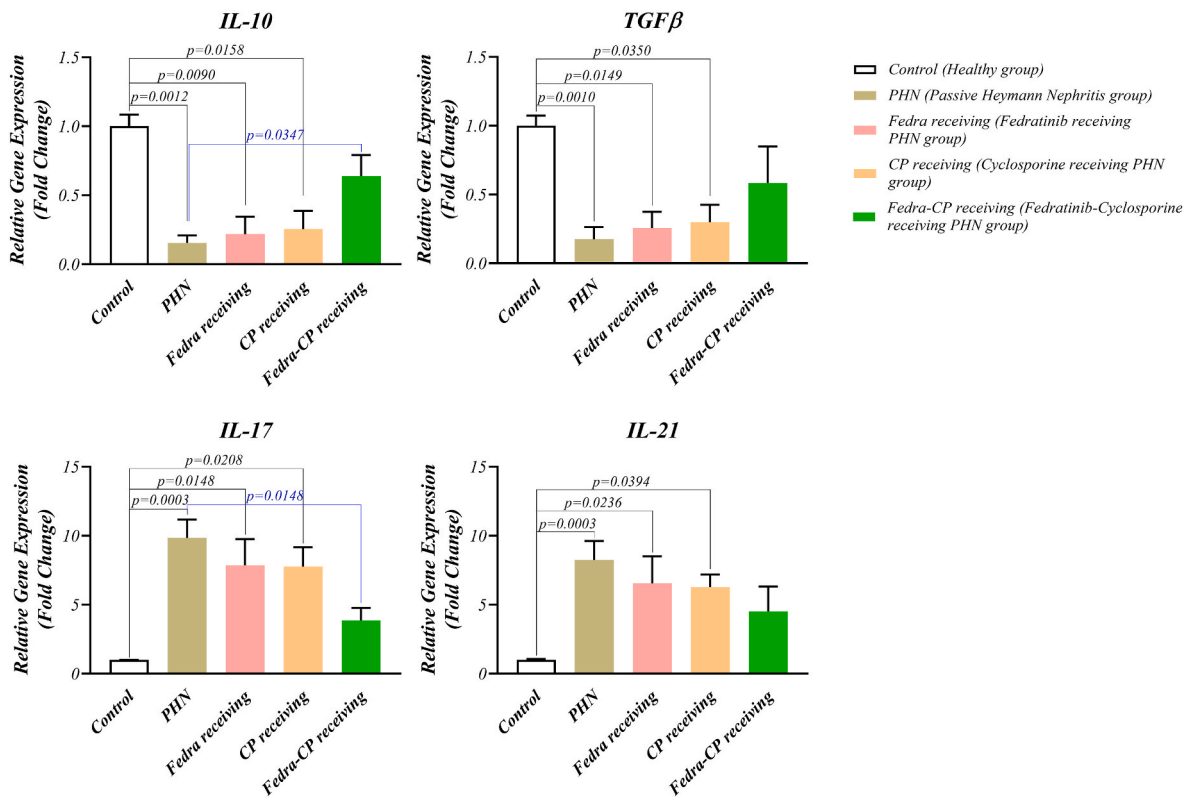 IL-10
Relative Gene Expression
(Fold Change)
1.5
1.0
0.5
0.0
p=0.0158
p=0.0090
p=0.0012
p=0.0347
Control
PHN
Fedra receiving
CP receiving
Fedra-CP receiving
TGFβ
Relative Gene Expression
(Fold Change)
1.5
1.0
0.5
0.0
p=0.0350
p=0.0149
p=0.0010
Control
PHN
Fedra receiving
CP receiving
Fedra-CP receiving
Control (Healthy group)
PHN (Passive Heymann Nephritis group)
Fedra receiving (Fedratinib receiving
PHN group)
CP receiving (Cyclosporine receiving PHN
group)
Fedra-CP receiving (Fedratinib-Cyclosporine
receiving PHN group)
IL-17
Relative Gene Expression
(Fold Change)
15
10
5
0
p=0.0208
p=0.0148
p=0.0003
p=0.0148
Control
PHN
Fedra receiving
CP receiving
Fedra-CP receiving
IL-21
Relative Gene Expression
(Fold Change)
15
10
5
0
p=0.0394
p=0.0236
p=0.0003
Control
PHN
Fedra receiving
CP receiving
Fedra-CP receiving